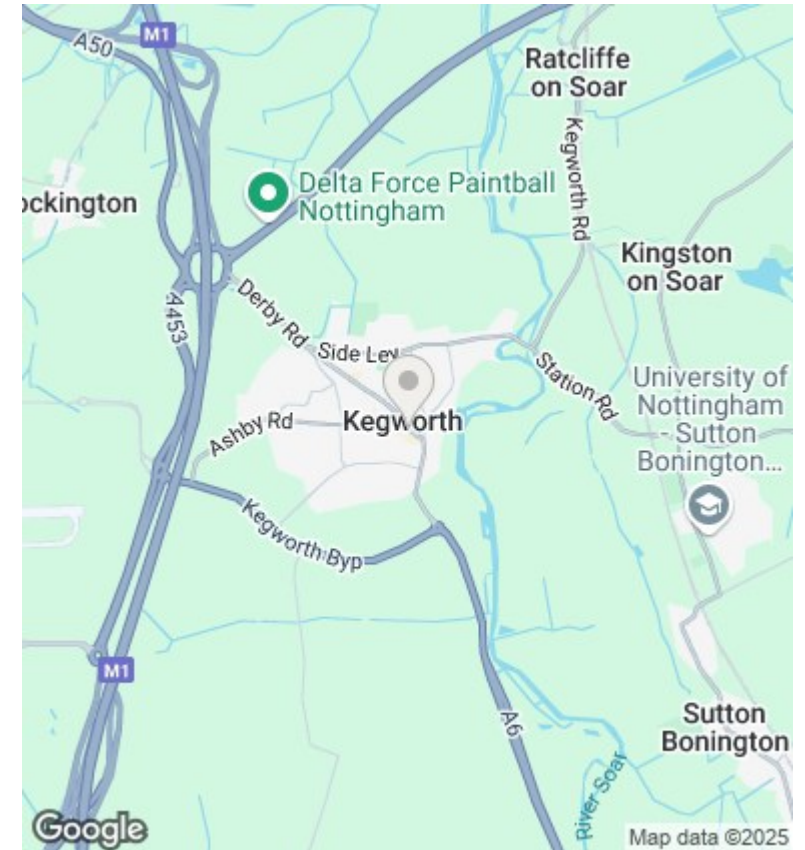 M1
A50
Ratcliffe
on Soar
Kegworth Rd
Delta Force Paintball
Nottingham
ockington
Kingston
on Soar
Derby Rd
A453
Side Ley
Station Rd
University of
Nottingham
- Sutton
Bonington...
Kegworth
Ashby Rd
Kegworth Byp
M1
A6
Sutton
Bonington
River Soar
Google
Map data ©2025